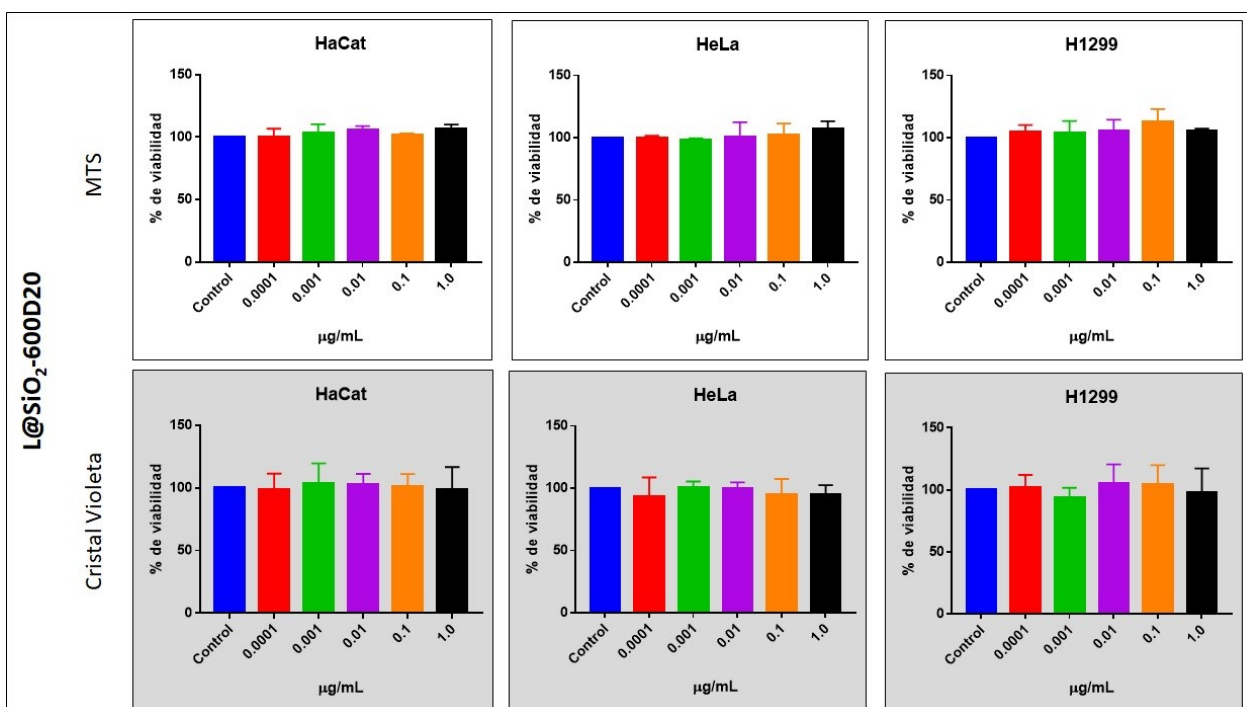 L@SiO₂-600D20
MTS
HaCat
% de viabilidad
150
100
50
0
Control
0.0001
0.001
0.01
0.1
1.0
μg/mL
HeLa
% de viabilidad
150
100
50
0
Control
0.0001
0.001
0.01
0.1
1.0
μg/mL
H1299
% de viabilidad
150
100
50
0
Control
0.0001
0.001
0.01
0.1
1.0
μg/mL
Cristal Violeta
HaCat
% de viabilidad
150
100
50
0
Control
0.0001
0.001
0.01
0.1
1.0
μg/mL
HeLa
% de viabilidad
150
100
50
0
Control
0.0001
0.001
0.01
0.1
1.0
μg/mL
H1299
% de viabilidad
150
100
50
0
Control
0.0001
0.001
0.01
0.1
1.0
μg/mL